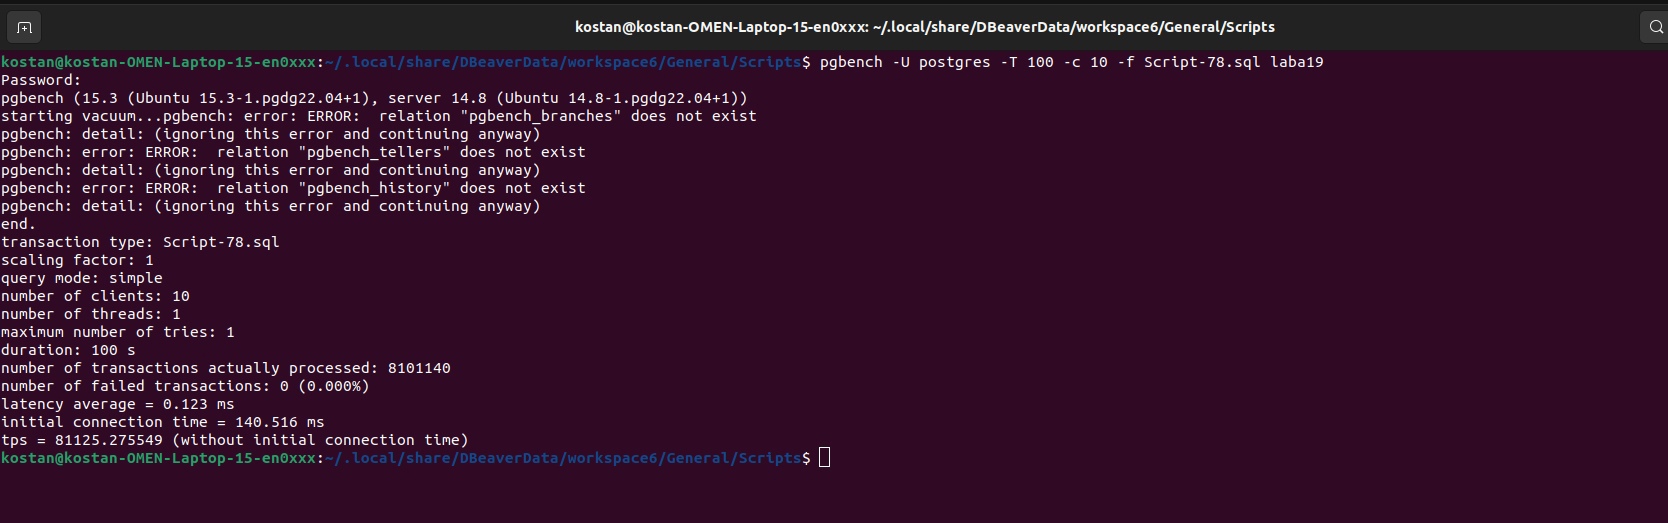 kostan@kostan-OMEN-Laptop-15-en0xxx: ~/.local/share/DBeaverData/workspace6/General/Scripts
kostan@kostan-OMEN-Laptop-15-en0xxx:~/.local/share/DBeaverData/workspace6/General/Scripts$ pgbench -U postgres -T 100 -c 10 -f Script-78.sql laba19
Password:
pgbench (15.3 (Ubuntu 15.3-1.pgdg22.04+1), server 14.8 (Ubuntu 14.8-1.pgdg22.04+1))
starting vacuum...pgbench: error: ERROR:  relation "pgbench_branches" does not exist
pgbench: detail: (ignoring this error and continuing anyway)
pgbench: error: ERROR:  relation "pgbench_tellers" does not exist
pgbench: detail: (ignoring this error and continuing anyway)
pgbench: error: ERROR:  relation "pgbench_history" does not exist
pgbench: detail: (ignoring this error and continuing anyway)
end.
transaction type: Script-78.sql
scaling factor: 1
query mode: simple
number of clients: 10
number of threads: 1
maximum number of tries: 1
duration: 100 s
number of transactions actually processed: 8101140
number of failed transactions: 0 (0.000%)
latency average = 0.123 ms
initial connection time = 140.516 ms
tps = 81125.275549 (without initial connection time)
kostan@kostan-OMEN-Laptop-15-en0xxx:~/.local/share/DBeaverData/workspace6/General/Scripts$